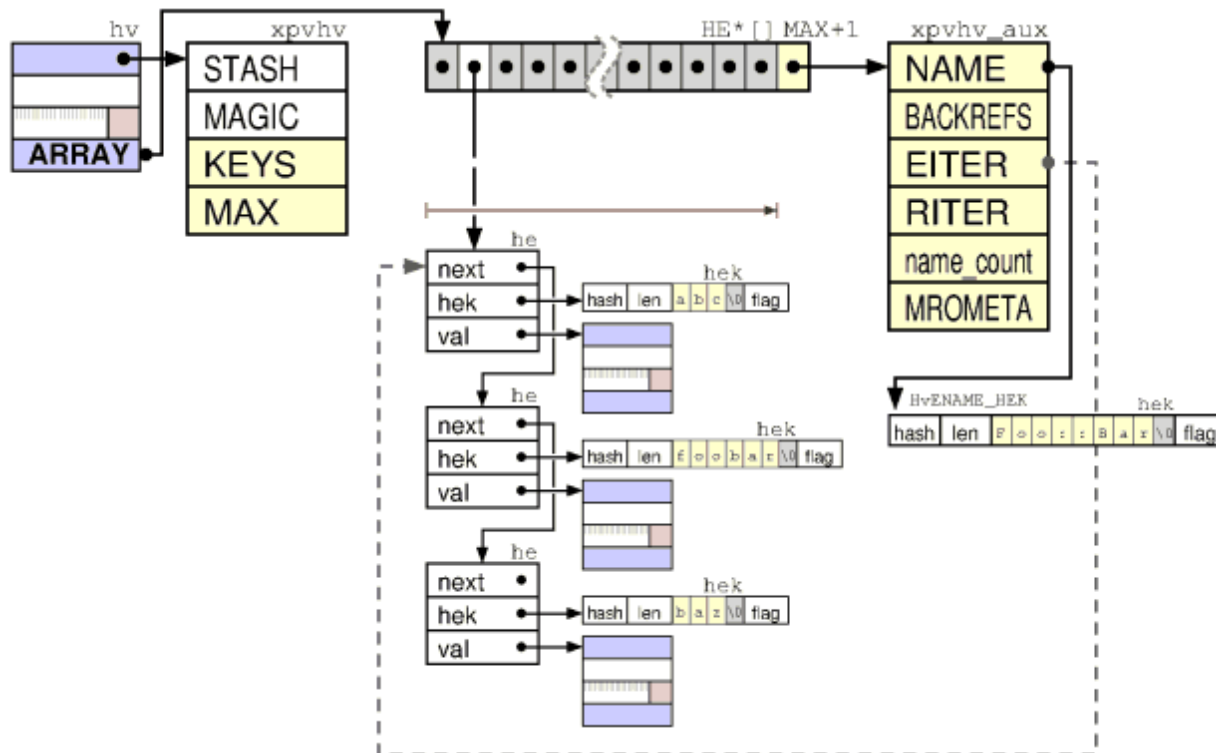 hv
xpvhv
HE*[] MAX+1
xpvhv_aux
STASH
MAGIC
KEYS
MAX
ARRAY
NAME
BACKREFS
EITER
RITER
name_count
MROMETA
he
next
hek
val
hek
hash len a b c \0 flag
he
next
hek
val
hek
hash len f o o b a r \0 flag
he
next
hek
val
hek
hash len b a z \0 flag
HvENAME_HEK
hek
hash len F o o : : B a r \0 flag